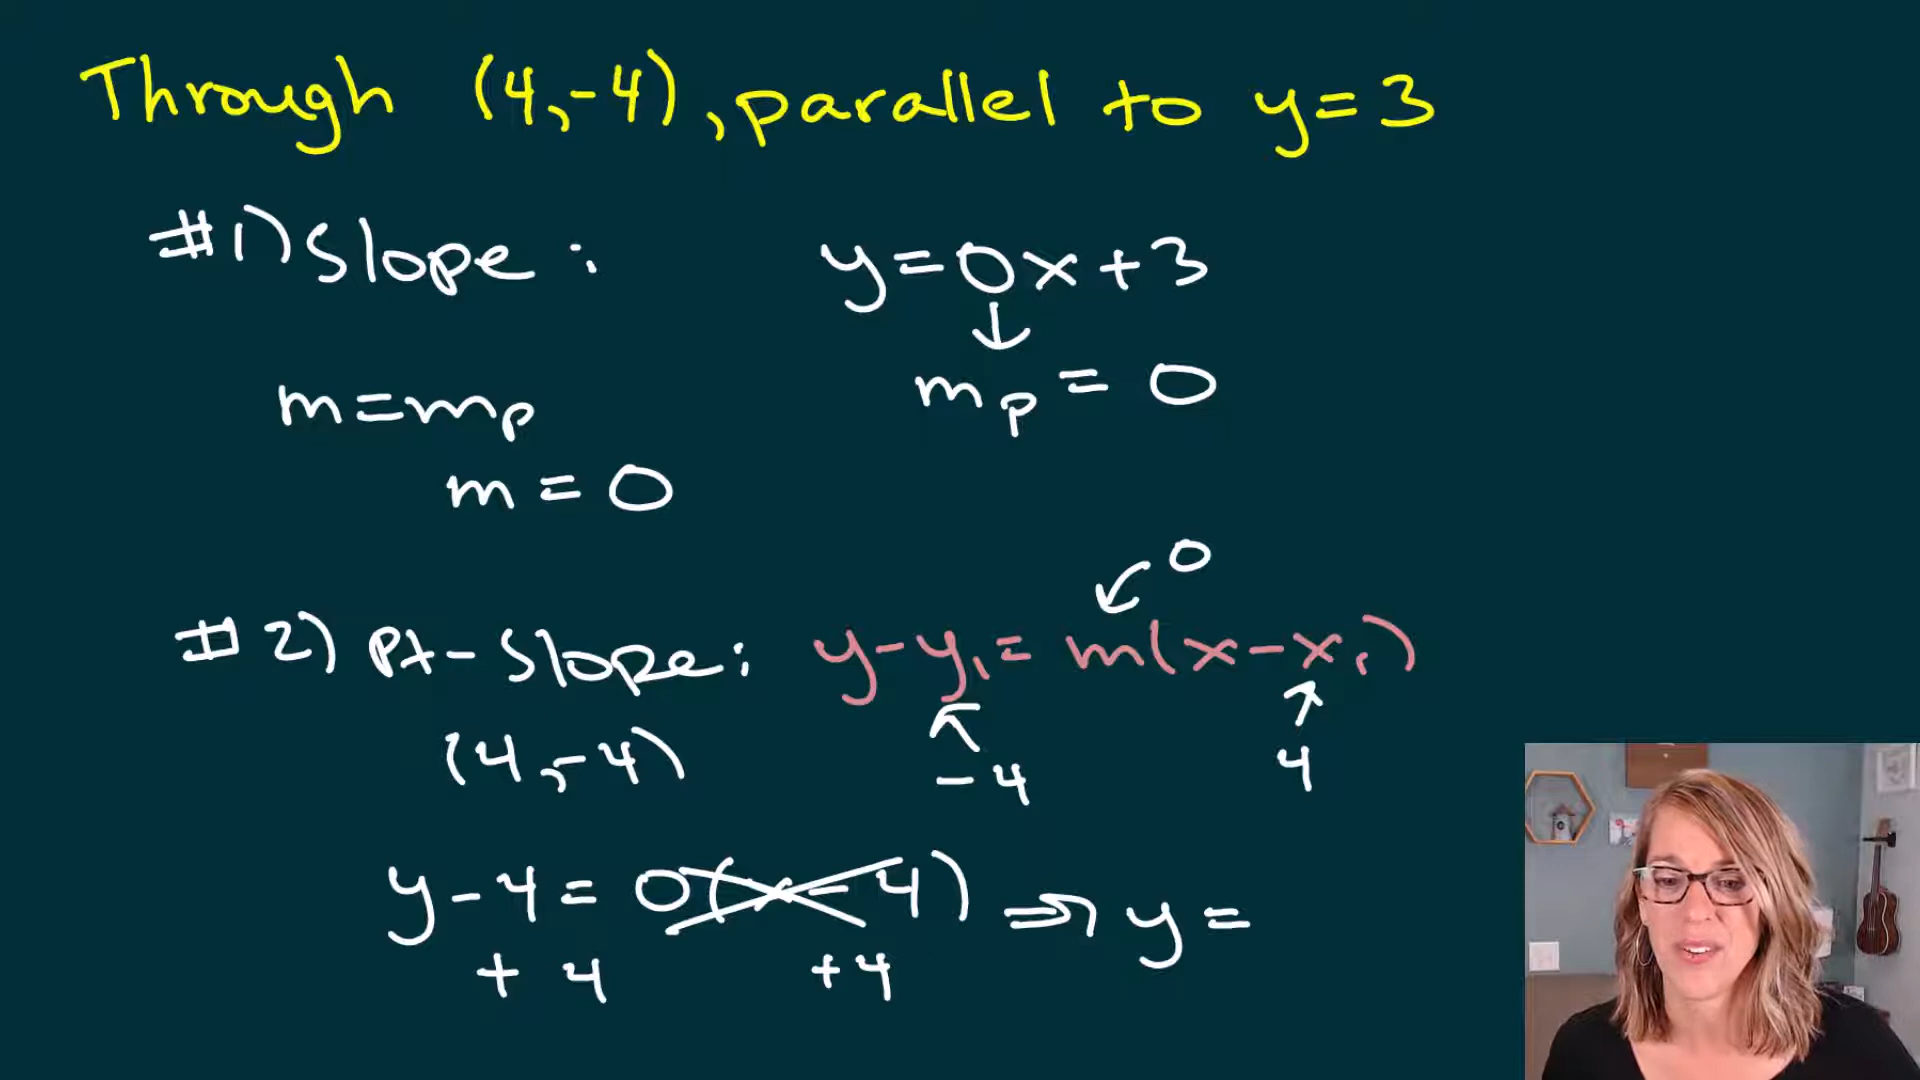 Through (4,-4), parallel to y=3
#1) Slope: y=0x+3
↓
m=mp mp = 0
m = 0
0
#2) Pt-Slope: y-y₁= m(x-x₁)
(4,-4) -4 4
y-4= 0(x-4) ⇒ y=
+ 4 +4